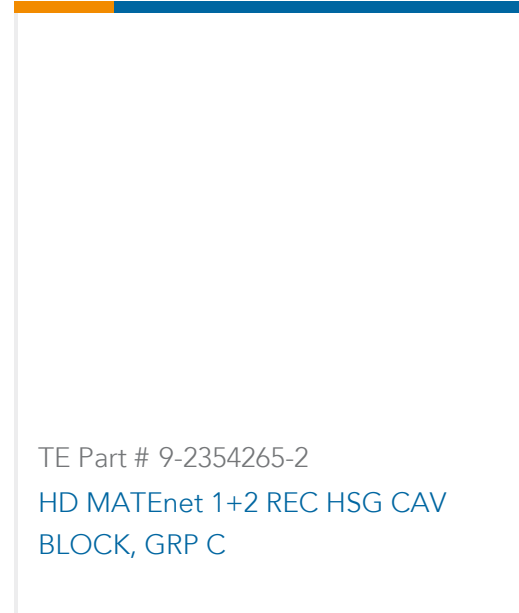 TE Part # 9-2354265-2
HD MATEnet 1+2 REC HSG CAV
BLOCK, GRP C